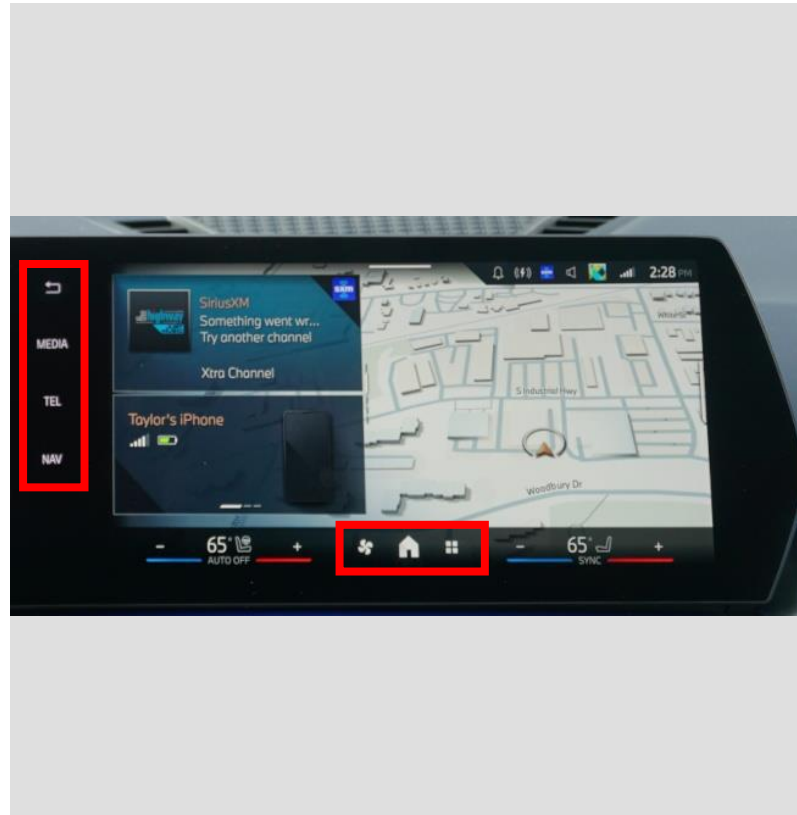 2:28 PM
SiriusXM
sxm
Something went wr...
Try another channel
Xtra Channel
MEDIA
TEL
NAV
Taylor's iPhone
S Industrial Hwy
Woodbury Dr
- 65° +
AUTO OFF
- 65° +
SYNC